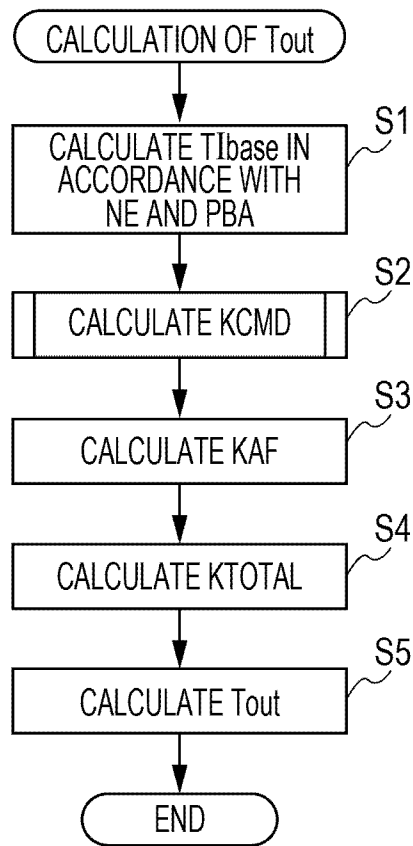 CALCULATION OF Tout
S1
CALCULATE TIbase IN
ACCORDANCE WITH
NE AND PBA
S2
CALCULATE KCMD
S3
CALCULATE KAF
S4
CALCULATE KTOTAL
S5
CALCULATE Tout
END